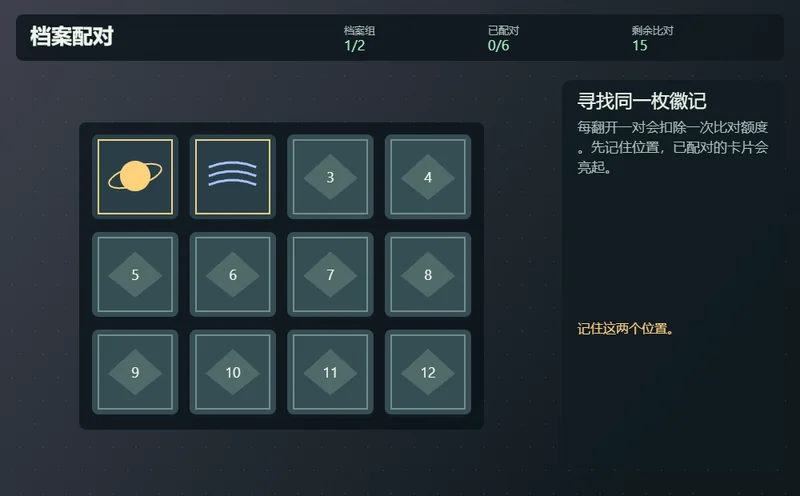 档案配对
档案组
1/2
已配对
0/6
剩余比对
15
寻找同一枚徽记
每翻开一对会扣除一次比对额度
。先记住位置，已配对的卡片会
亮起。
3
4
5
6
7
8
记住这两个位置。
9
10
11
12